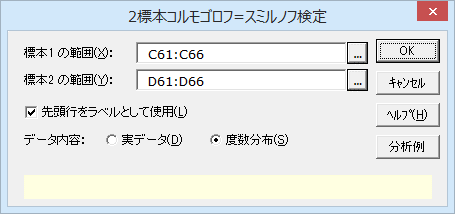 2標本コルモゴロフ=スミルノフ検定
標本1の範囲(X): C61:C66 ... OK
標本2の範囲(Y): D61:D66 ... キャンセル
先頭行をラベルとして使用(L) ヘルプ(H)
データ内容: 実データ(D) 度数分布(S) 分析例